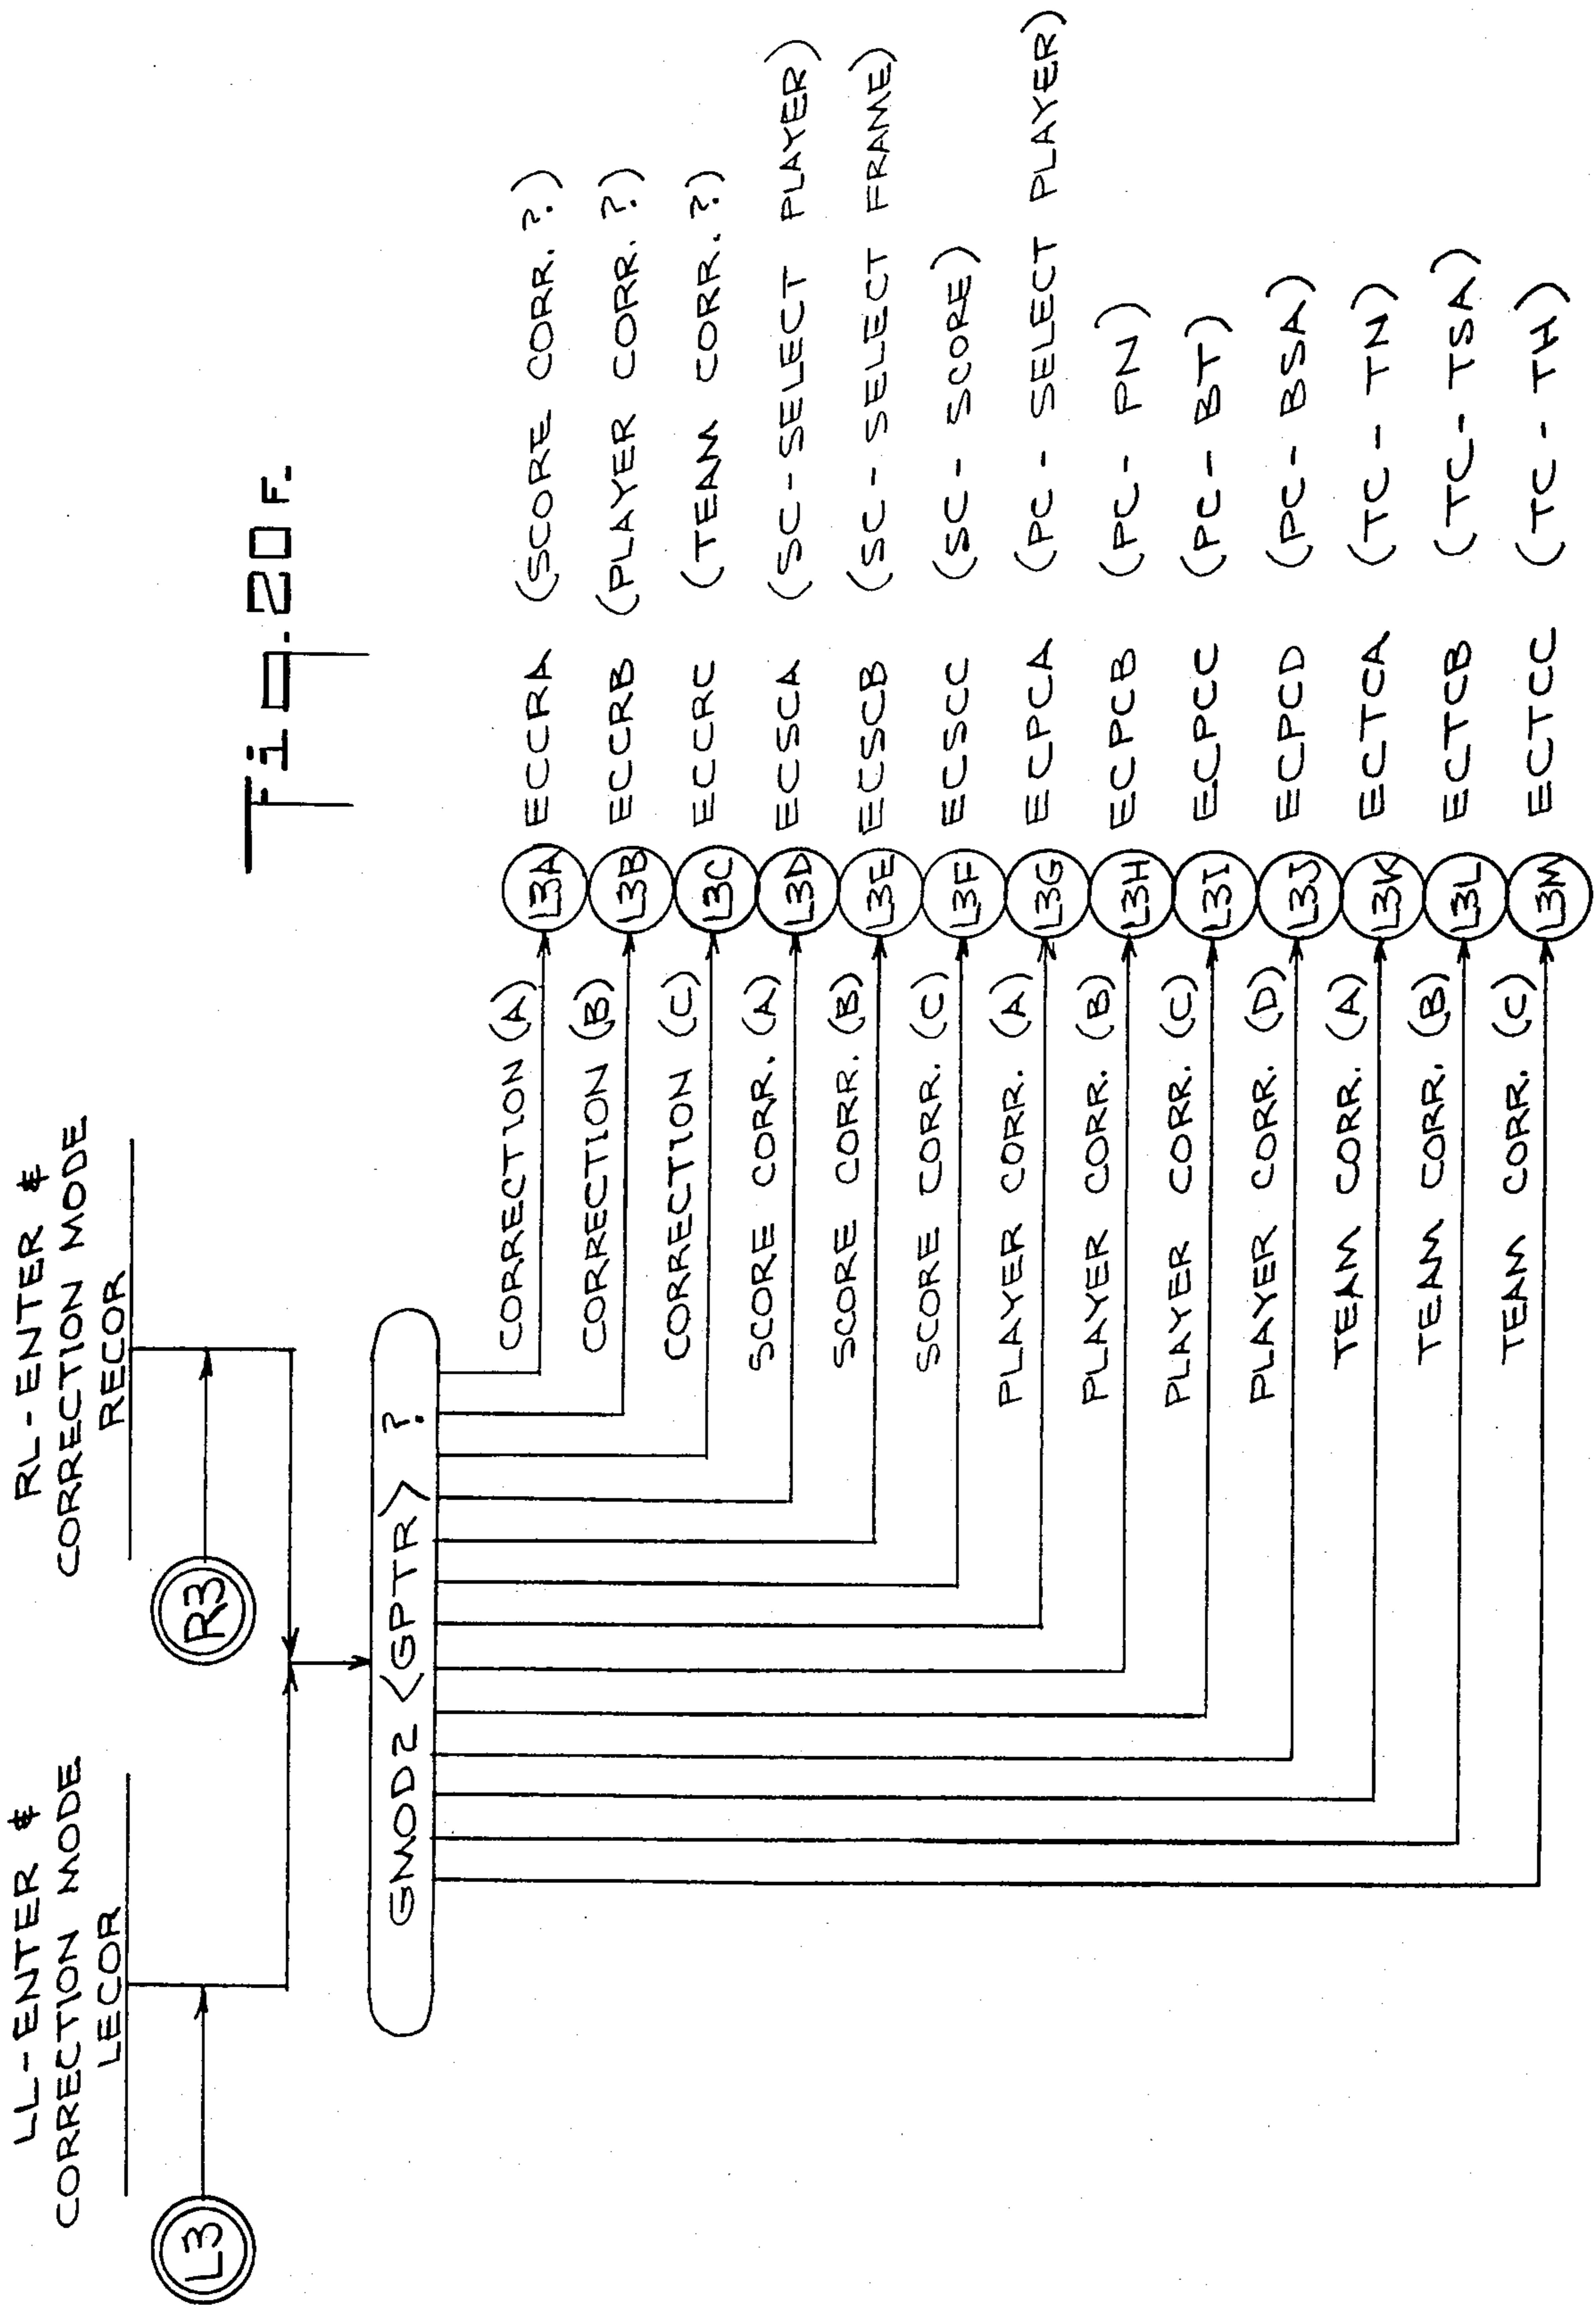 Fig. 20F.
LL-ENTER &
CORRECTION MODE
LECOR
L3
RL-ENTER &
CORRECTION MODE
RECOR
R3
GMOD2 <GPTR> ?
CORRECTION (A) L3A ECCRA (SCORE CORR. ?)
CORRECTION (B) L3B ECCRB (PLAYER CORR. ?)
CORRECTION (C) L3C ECCRC (TEAM CORR. ?)
SCORE CORR. (A) L3D ECSCA (SC-SELECT PLAYER)
SCORE CORR. (B) L3E ECSCB (SC-SELECT FRAME)
SCORE CORR. (C) L3F ECSCC (SC-SCORE)
PLAYER CORR. (A) L3G ECPCA (PC-SELECT PLAYER)
PLAYER CORR. (B) L3H ECPCB (PC-PN)
PLAYER CORR. (C) L3I ECPCC (PC-BT)
PLAYER CORR. (D) L3J ECPCD (PC-BSA)
TEAM CORR. (A) L3K ECTCA (TC-TN)
TEAM CORR. (B) L3L ECTCB (TC-TSA)
TEAM CORR. (C) L3M ECTCC (TC-TH)